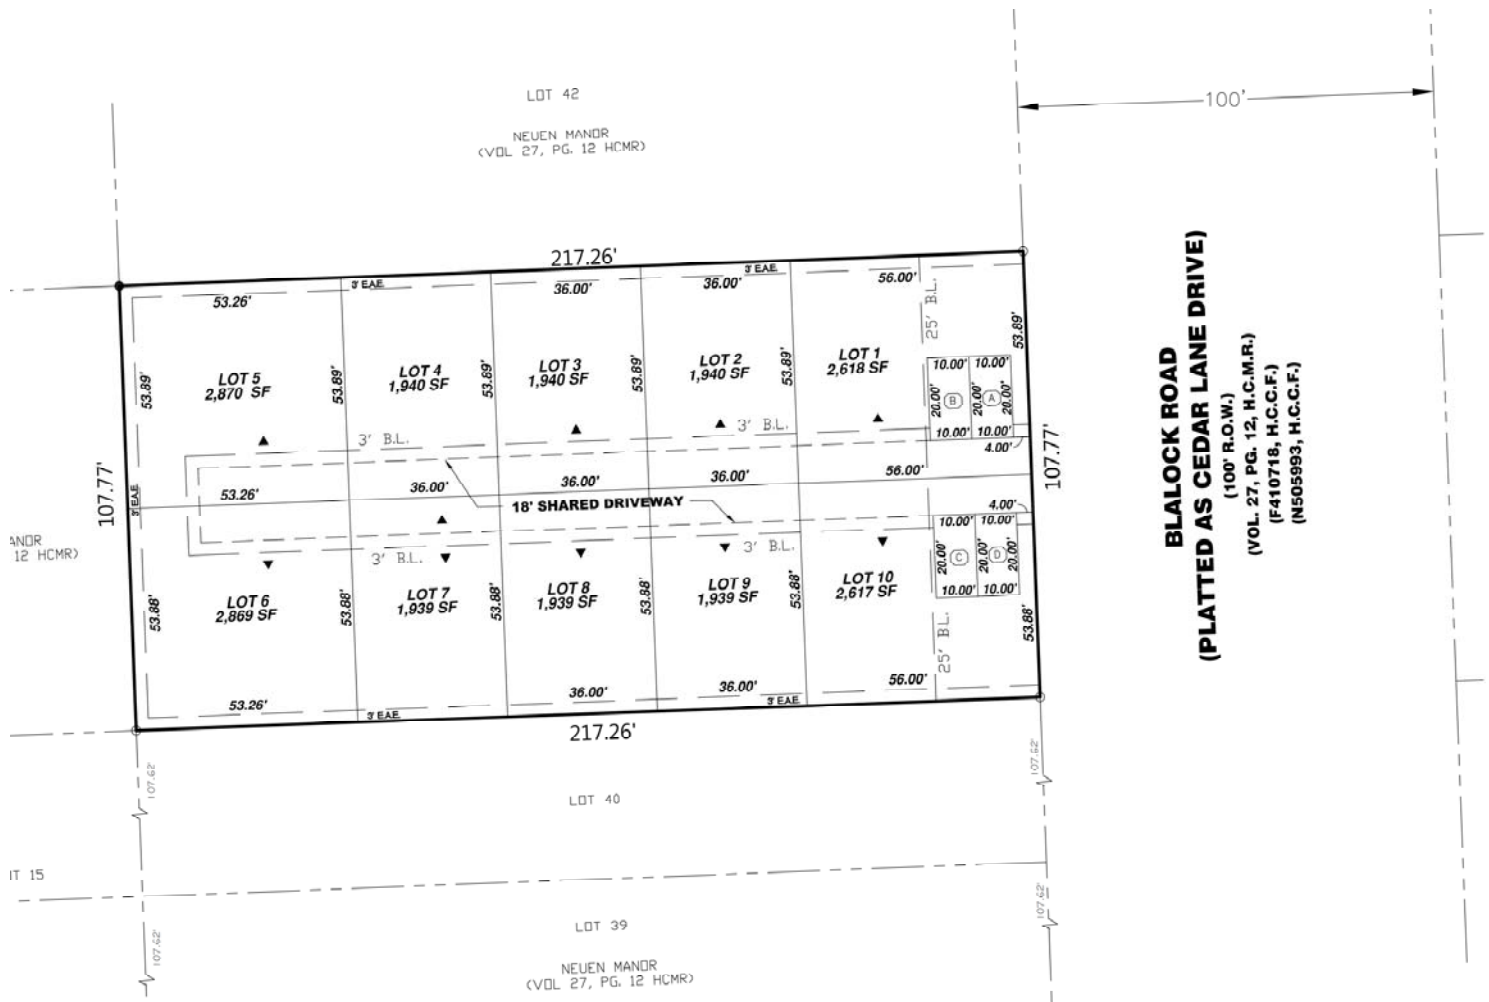 LOT 42
NEUEN MANOR
(VOL 27, PG. 12 HCMR)
100'
217.26'
3' E.A.E.
3' E.A.E.
53.26'
36.00'
36.00'
56.00'
25' B.L.
53.89'
53.89'
53.89'
53.89'
53.89'
53.89'
LOT 5
2,870 SF
LOT 4
1,940 SF
LOT 3
1,940 SF
LOT 2
1,940 SF
LOT 1
2,618 SF
10.00' 10.00'
20.00' B 20.00' A 20.00'
10.00' 10.00'
4.00'
3' B.L.
3' B.L.
107.77'
3' E.A.E.
53.26'
36.00'
36.00'
36.00'
56.00'
107.77'
18' SHARED DRIVEWAY
4.00'
10.00' 10.00'
20.00' C 20.00' D 20.00'
10.00' 10.00'
3' B.L.
3' B.L.
ANOR
12 HCMR)
53.88'
53.88'
53.88'
53.88'
53.88'
53.88'
LOT 6
2,869 SF
LOT 7
1,939 SF
LOT 8
1,939 SF
LOT 9
1,939 SF
LOT 10
2,617 SF
25' B.L.
53.26'
36.00'
36.00'
56.00'
3' E.A.E.
3' E.A.E.
217.26'
BLALOCK ROAD
(PLATTED AS CEDAR LANE DRIVE)
(100' R.O.W.)
(VOL. 27, PG. 12, H.C.M.R.)
(F410718, H.C.C.F.)
(N505993, H.C.C.F.)
107.62'
107.62'
LOT 40
IT 15
107.62'
107.62'
LOT 39
NEUEN MANOR
(VOL 27, PG. 12 HCMR)